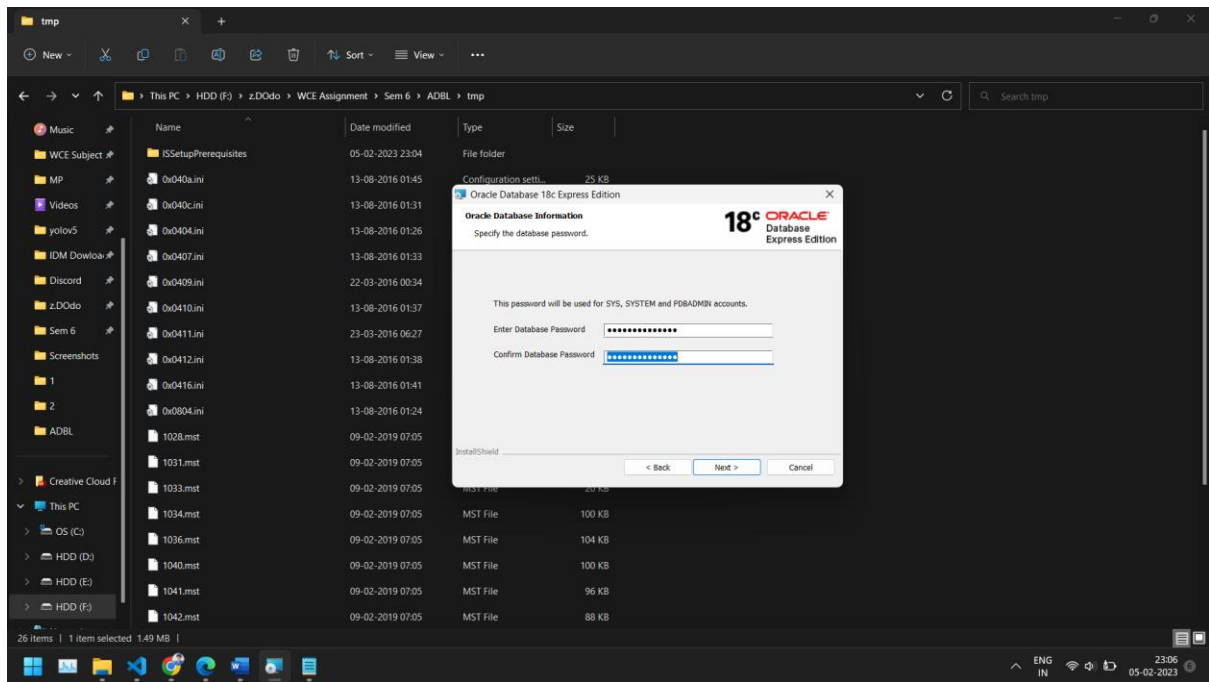 tmp
New
Sort
View
This PC > HDD (F:) > z.DOdo > WCE Assignment > Sem 6 > ADBL > tmp
Search tmp
Music
WCE Subject
MP
Videos
yolov5
IDM Dowloa
Discord
z.DOdo
Sem 6
Screenshots
1
2
ADBL
Creative Cloud F
This PC
OS (C:)
HDD (D:)
HDD (E:)
HDD (F:)
Name Date modified Type Size
ISSetupPrerequisites 05-02-2023 23:04 File folder
0x040a.ini 13-08-2016 01:45 Configuration setti... 25 KB
0x040c.ini 13-08-2016 01:31
0x0404.ini 13-08-2016 01:26
0x0407.ini 13-08-2016 01:33
0x0409.ini 22-03-2016 00:34
0x0410.ini 13-08-2016 01:37
0x0411.ini 23-03-2016 06:27
0x0412.ini 13-08-2016 01:38
0x0416.ini 13-08-2016 01:41
0x0804.ini 13-08-2016 01:24
1028.mst 09-02-2019 07:05
1031.mst 09-02-2019 07:05
1033.mst 09-02-2019 07:05 MST File 20 KB
1034.mst 09-02-2019 07:05 MST File 100 KB
1036.mst 09-02-2019 07:05 MST File 104 KB
1040.mst 09-02-2019 07:05 MST File 100 KB
1041.mst 09-02-2019 07:05 MST File 96 KB
1042.mst 09-02-2019 07:05 MST File 88 KB
Oracle Database 18c Express Edition
Oracle Database Information
Specify the database password.
18c ORACLE
Database
Express Edition
This password will be used for SYS, SYSTEM and PDBADMIN accounts.
Enter Database Password
Confirm Database Password
InstallShield
< Back Next > Cancel
26 items | 1 item selected 1.49 MB |
ENG
IN
23:06
05-02-2023
6